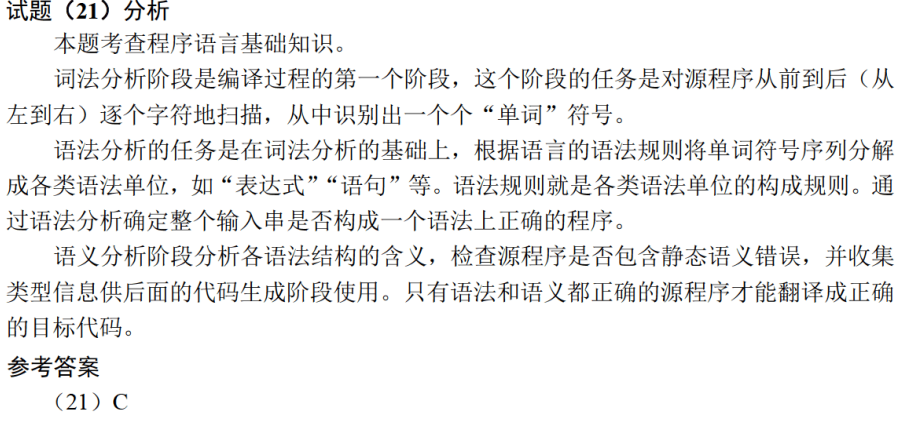 试题（21）分析
本题考查程序语言基础知识。
词法分析阶段是编译过程的第一个阶段，这个阶段的任务是对源程序从前到后（从
左到右）逐个字符地扫描，从中识别出一个个“单词”符号。
语法分析的任务是在词法分析的基础上，根据语言的语法规则将单词符号序列分解
成各类语法单位，如“表达式”“语句”等。语法规则就是各类语法单位的构成规则。通
过语法分析确定整个输入串是否构成一个语法上正确的程序。
语义分析阶段分析各语法结构的含义，检查源程序是否包含静态语义错误，并收集
类型信息供后面的代码生成阶段使用。只有语法和语义都正确的源程序才能翻译成正确
的目标代码。
参考答案
（21）C